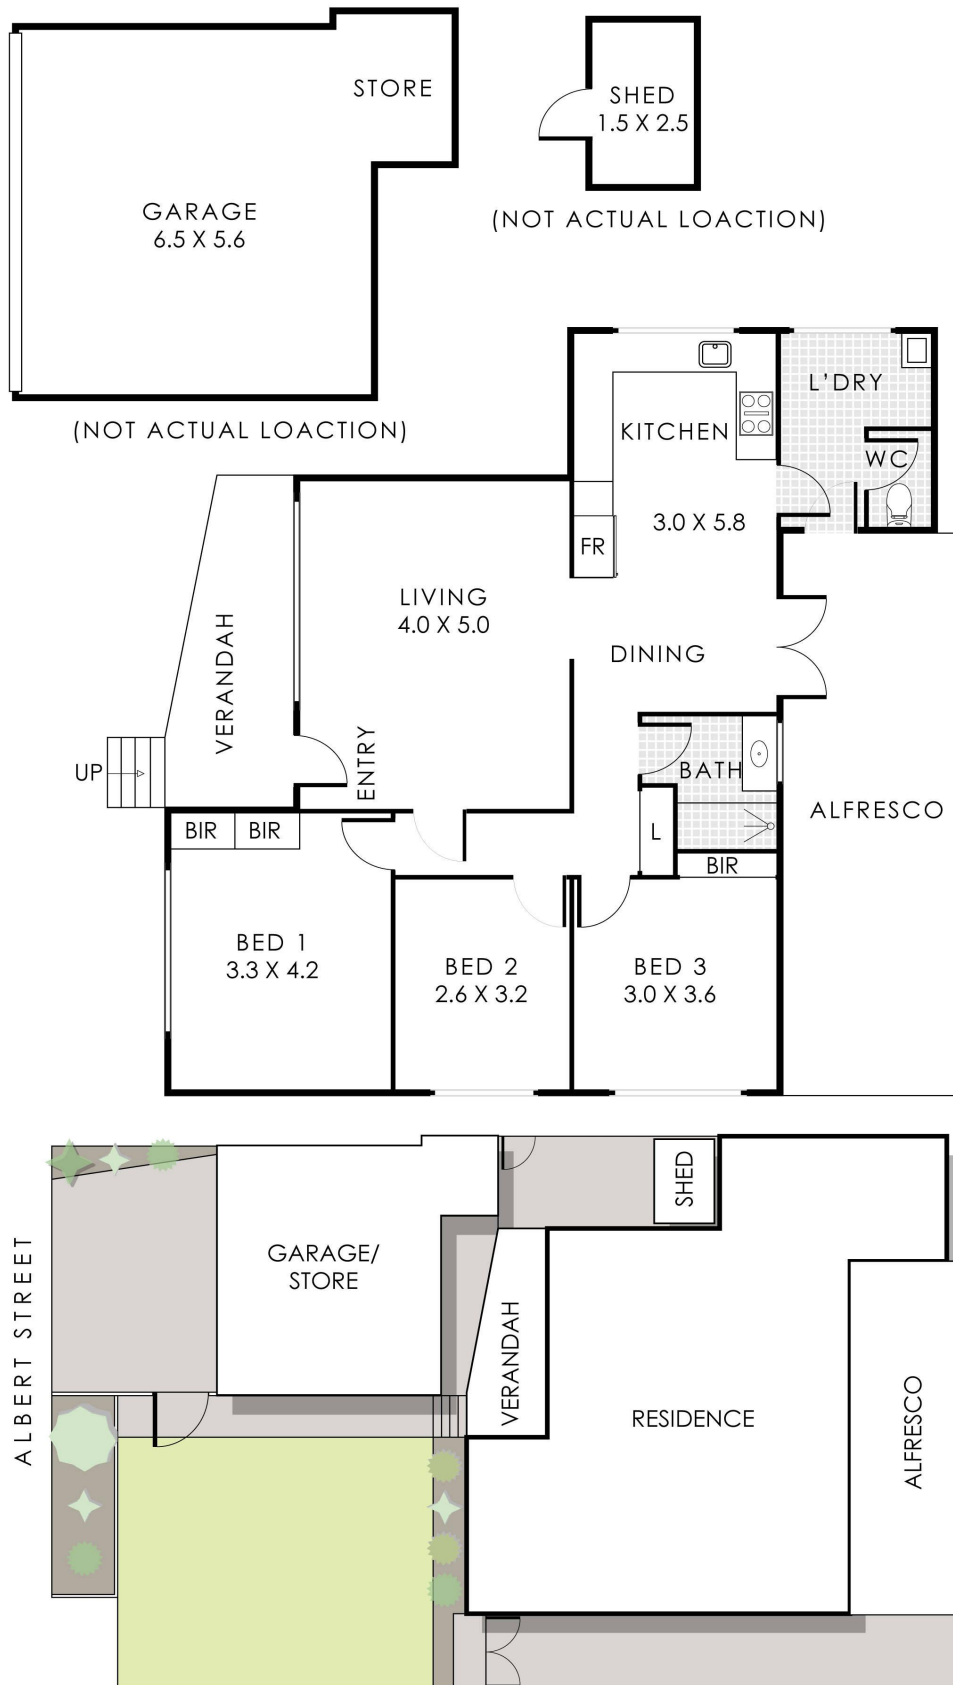 STORE
GARAGE
6.5 X 5.6
(NOT ACTUAL LOACTION)
SHED
1.5 X 2.5
(NOT ACTUAL LOACTION)
L'DRY
WC
KITCHEN
3.0 X 5.8
FR
LIVING
4.0 X 5.0
DINING
VERANDAH
ENTRY
UP
BATH
ALFRESCO
BIR
BIR
L
BIR
BED 1
3.3 X 4.2
BED 2
2.6 X 3.2
BED 3
3.0 X 3.6
SHED
GARAGE/
STORE
ALBERT STREET
VERANDAH
RESIDENCE
ALFRESCO